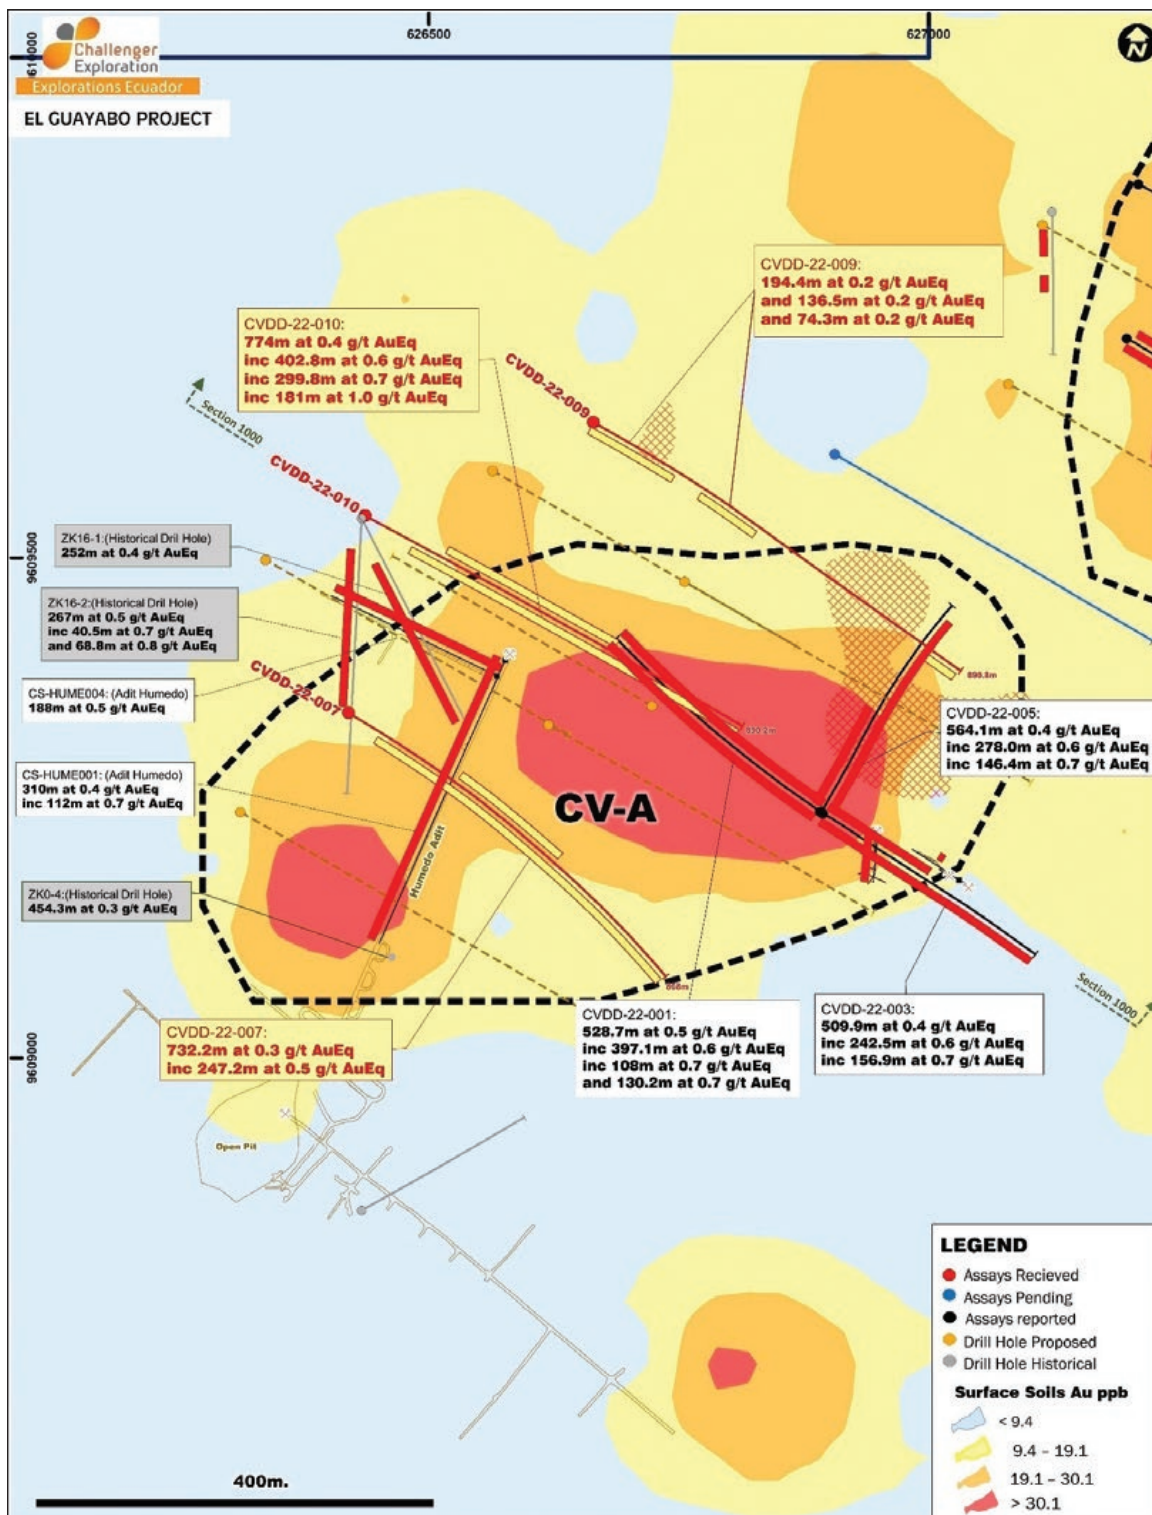 626500
627000
9610000
Challenger
Exploration
Explorations Ecuador
N
EL GUAYABO PROJECT
CVDD-22-009:
194.4m at 0.2 g/t AuEq
and 136.5m at 0.2 g/t AuEq
and 74.3m at 0.2 g/t AuEq
CVDD-22-010:
774m at 0.4 g/t AuEq
inc 402.8m at 0.6 g/t AuEq
inc 299.8m at 0.7 g/t AuEq
inc 181m at 1.0 g/t AuEq
CVDD-22-009
Section 1000
CVDD-22-010
9609500
ZK16-1:(Historical Dril Hole)
252m at 0.4 g/t AuEq
ZK16-2:(Historical Dril Hole)
267m at 0.5 g/t AuEq
inc 40.5m at 0.7 g/t AuEq
and 68.8m at 0.8 g/t AuEq
CVDD-22-007
CS-HUME004: (Adit Humedo)
188m at 0.5 g/t AuEq
CVDD-22-005:
564.1m at 0.4 g/t AuEq
inc 278.0m at 0.6 g/t AuEq
inc 146.4m at 0.7 g/t AuEq
CS-HUME001: (Adil Humedo)
310m at 0.4 g/t AuEq
inc 112m at 0.7 g/t AuEq
CV-A
Humedo Adit
ZK0-4:(Historical Drill Hole)
454.3m at 0.3 g/t AuEq
Section 1000
CVDD-22-001:
528.7m at 0.5 g/t AuEq
inc 397.1m at 0.6 g/t AuEq
inc 108m at 0.7 g/t AuEq
and 130.2m at 0.7 g/t AuEq
CVDD-22-003:
509.9m at 0.4 g/t AuEq
inc 242.5m at 0.6 g/t AuEq
inc 156.9m at 0.7 g/t AuEq
CVDD-22-007:
732.2m at 0.3 g/t AuEq
inc 247.2m at 0.5 g/t AuEq
9609000
Open Pit
LEGEND
Assays Recieved
Assays Pending
Assays reported
Drill Hole Proposed
Drill Hole Historical
Surface Soils Au ppb
< 9.4
9.4 – 19.1
19.1 – 30.1
> 30.1
400m.